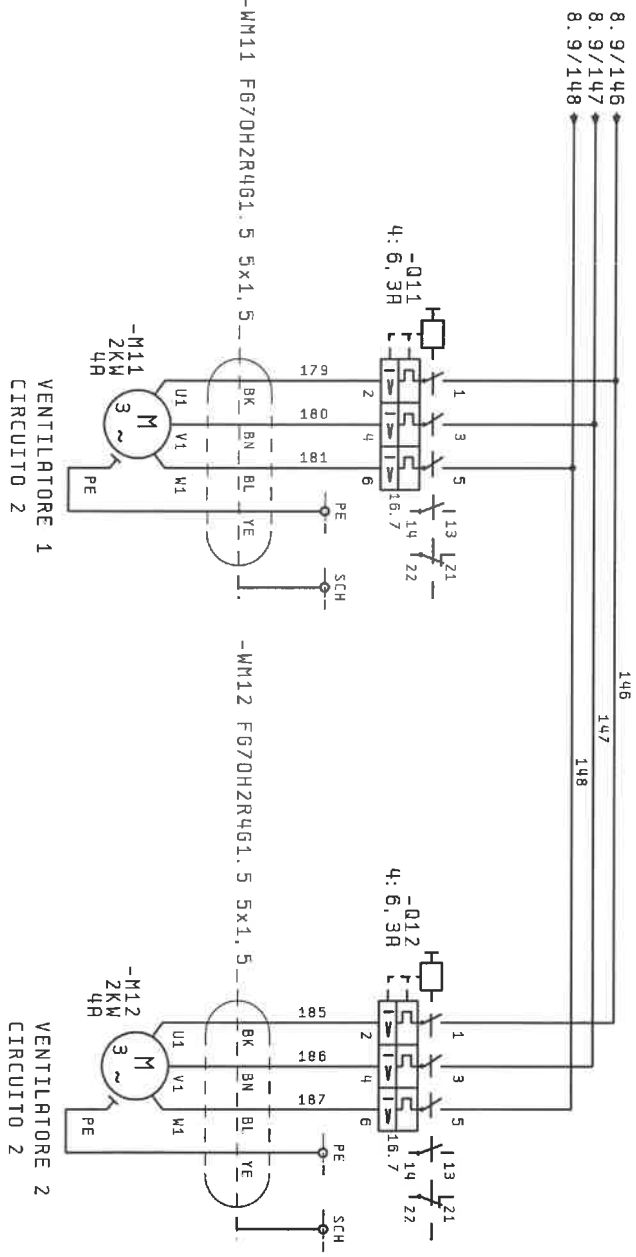 8. 9/146
8. 9/147
8. 9/148
146
147
148
-Q11
4: 6, 3A
1
3
5
13
21
2
4
6
14
22
16. 7
179
180
181
PE
SCH
-WM11 FG7OH2R4G1. 5 5x1, 5
BK
BN
BL
YE
-M11
2KW
4A
U1
V1
W1
M
3 ~
PE
VENTILATORE 1
CIRCUITO 2
-Q12
4: 6, 3A
1
3
5
13
21
2
4
6
14
22
16. 7
185
186
187
PE
SCH
-WM12 FG7OH2R4G1. 5 5x1, 5
BK
BN
BL
YE
-M12
2KW
4A
U1
V1
W1
M
3 ~
PE
VENTILATORE 2
CIRCUITO 2